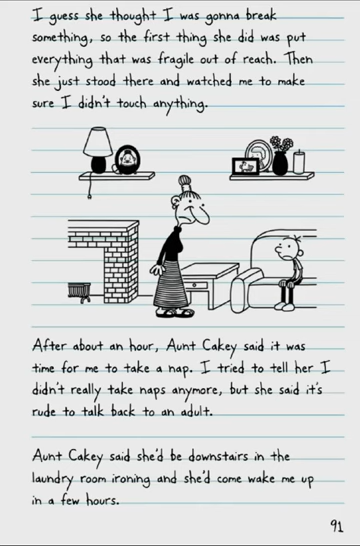 I guess she thought I was gonna break
something, so the first thing she did was put
everything that was fragile out of reach. Then
she just stood there and watched me to make
sure I didn't touch anything.
After about an hour, Aunt Cakey said it was
time for me to take a nap. I tried to tell her I
didn't really take naps anymore, but she said it's
rude to talk back to an adult.
Aunt Cakey said she'd be downstairs in the
laundry room ironing and she'd come wake me up
in a few hours.
91